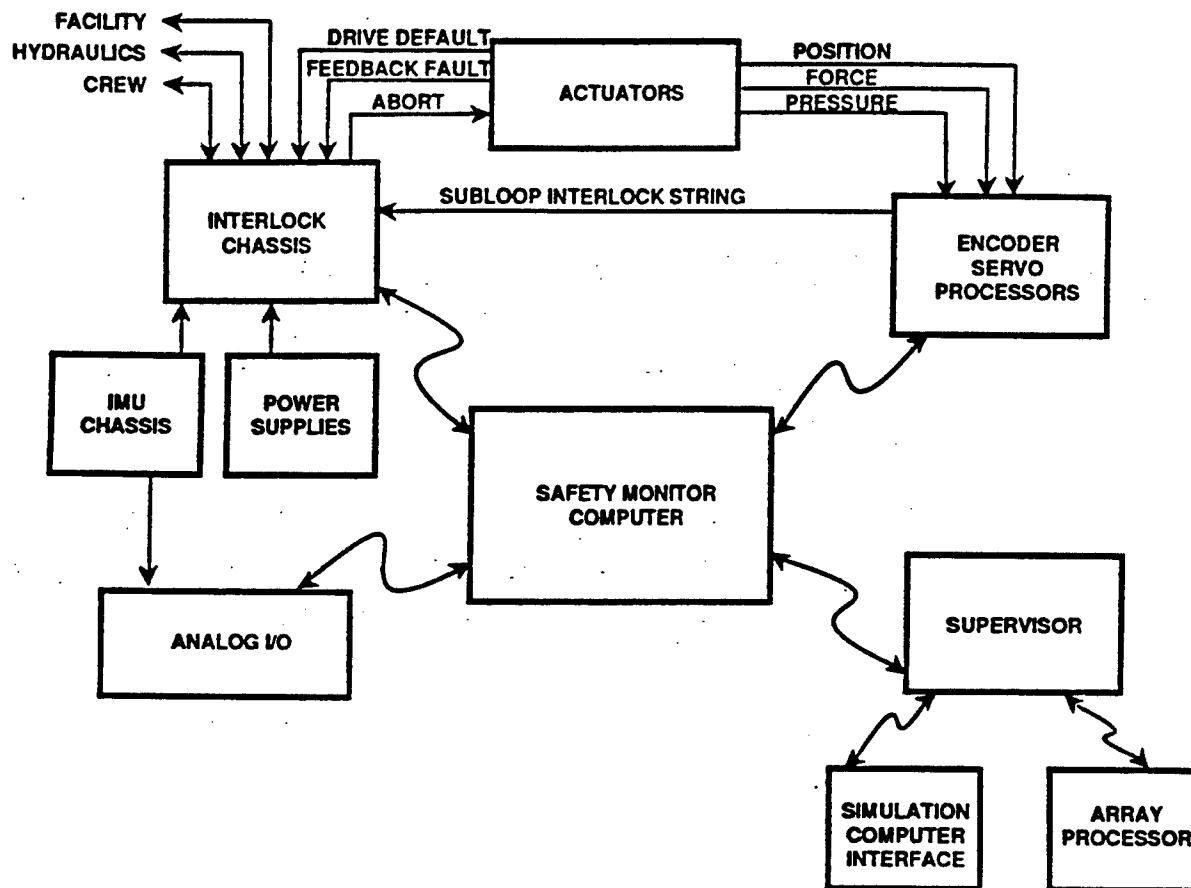 FACILITY
HYDRAULICS
CREW
DRIVE DEFAULT
FEEDBACK FAULT
ABORT
ACTUATORS
POSITION
FORCE
PRESSURE
SUBLOOP INTERLOCK STRING
INTERLOCK
CHASSIS
ENCODER
SERVO
PROCESSORS
IMU
CHASSIS
POWER
SUPPLIES
SAFETY MONITOR
COMPUTER
ANALOG I/O
SUPERVISOR
SIMULATION
COMPUTER
INTERFACE
ARRAY
PROCESSOR